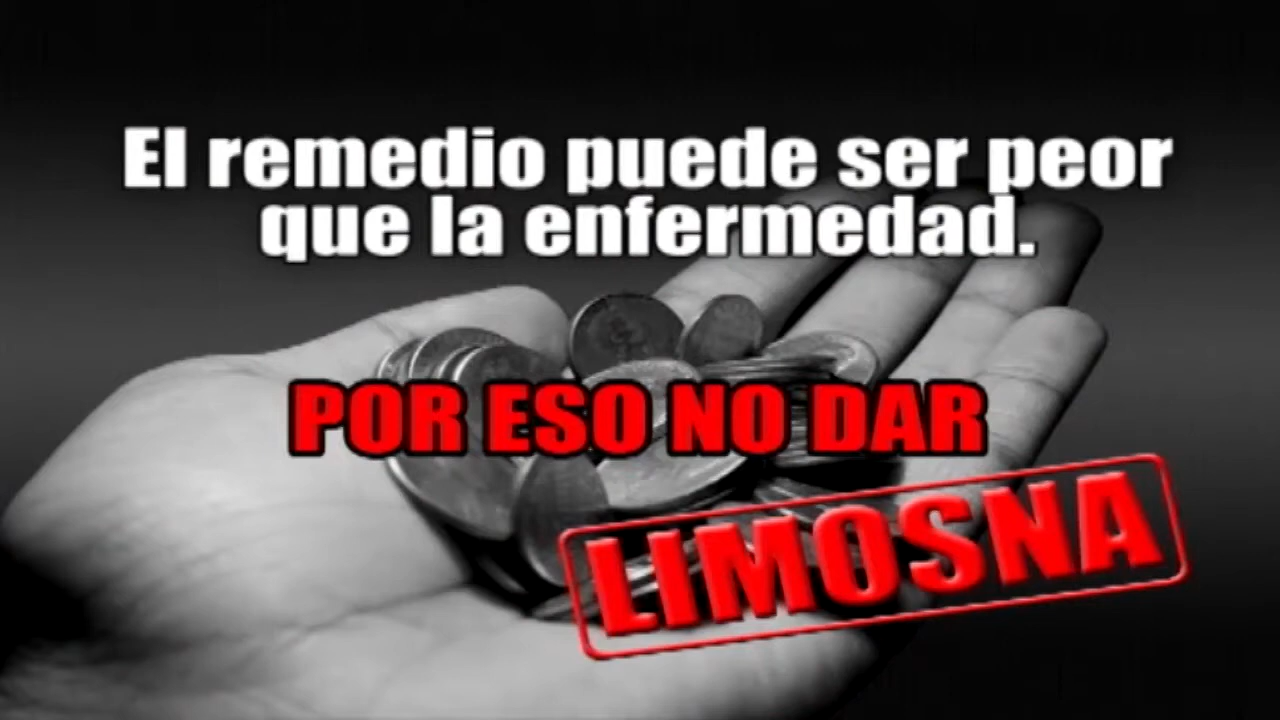 El remedio puede ser peor
que la enfermedad.
POR ESO NO DAR
LIMOSNA